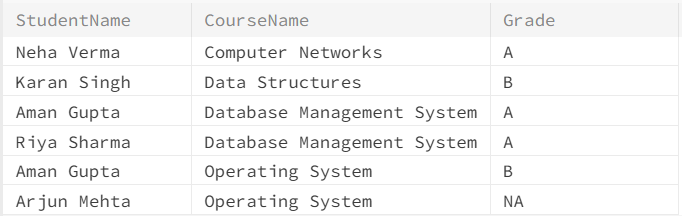 StudentName CourseName Grade
Neha Verma Computer Networks A
Karan Singh Data Structures B
Aman Gupta Database Management System A
Riya Sharma Database Management System A
Aman Gupta Operating System B
Arjun Mehta Operating System NA